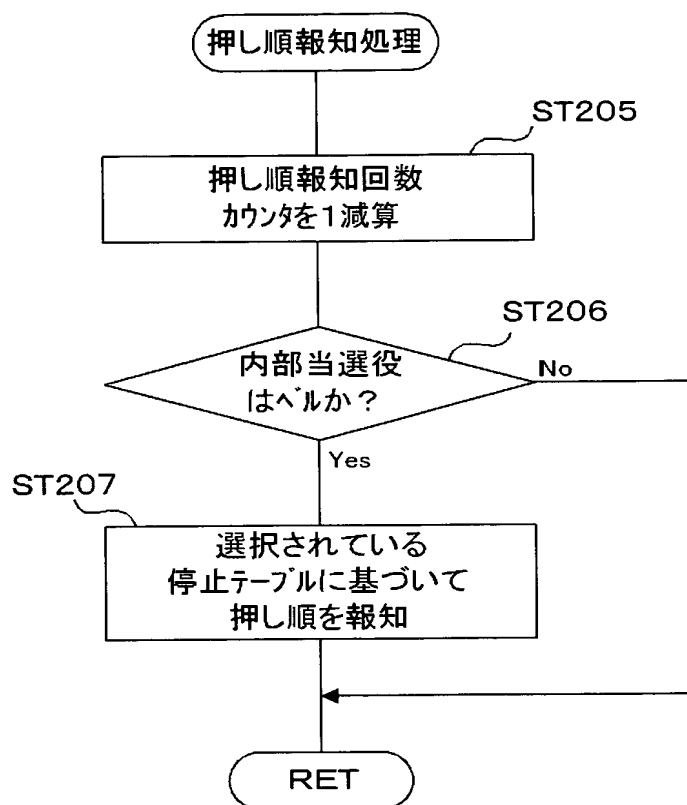 押し順報知処理
ST205
押し順報知回数
ｶｳﾝﾀを1減算
ST206
内部当選役
はﾍﾞﾙか？
No
Yes
ST207
選択されている
停止ﾃｰﾌﾞﾙに基づいて
押し順を報知
RET